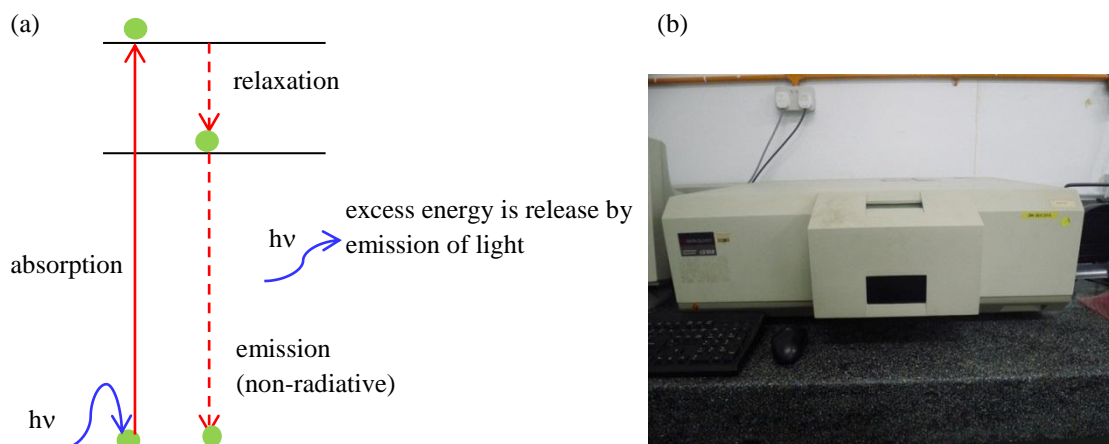 (a)
(b)
relaxation
excess energy is release by
emission of light
hν
absorption
emission
(non-radiative)
hν